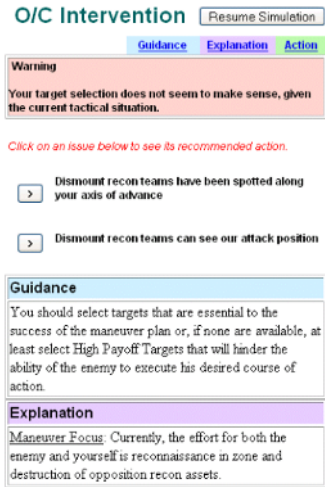 O/C Intervention Resume Simulation
Guidance Explanation Action
Warning
Your target selection does not seem to make sense, given
the current tactical situation.
Click on an issue below to see its recommended action.
> Dismount recon teams have been spotted along
your axis of advance
> Dismount recon teams can see our attack position
Guidance
You should select targets that are essential to the
success of the maneuver plan or, if none are available, at
least select High Payoff Targets that will hinder the
ability of the enemy to execute his desired course of
action.
Explanation
Maneuver Focus: Currently, the effort for both the
enemy and yourself is reconnaissance in zone and
destruction of opposition recon assets.